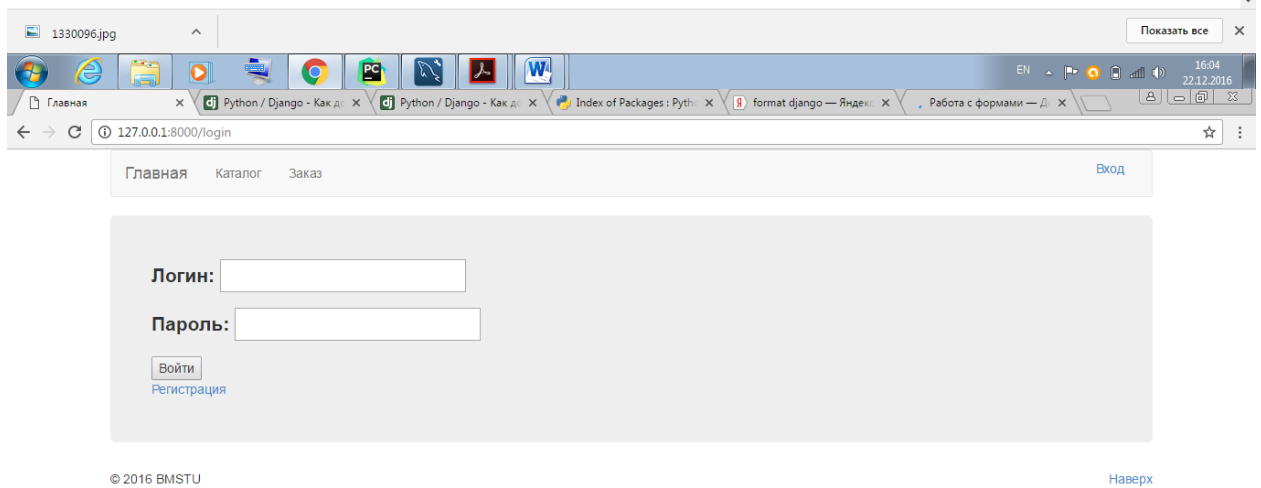 1330096.jpg Показать все
EN 16:04
22.12.2016
Главная Python / Django - Как Python / Django - Как Index of Packages : Pyth format django — Яндекс Работа с формами —
127.0.0.1:8000/login
Главная Каталог Заказ Вход
Логин:
Пароль:
Войти
Регистрация
© 2016 BMSTU Наверх